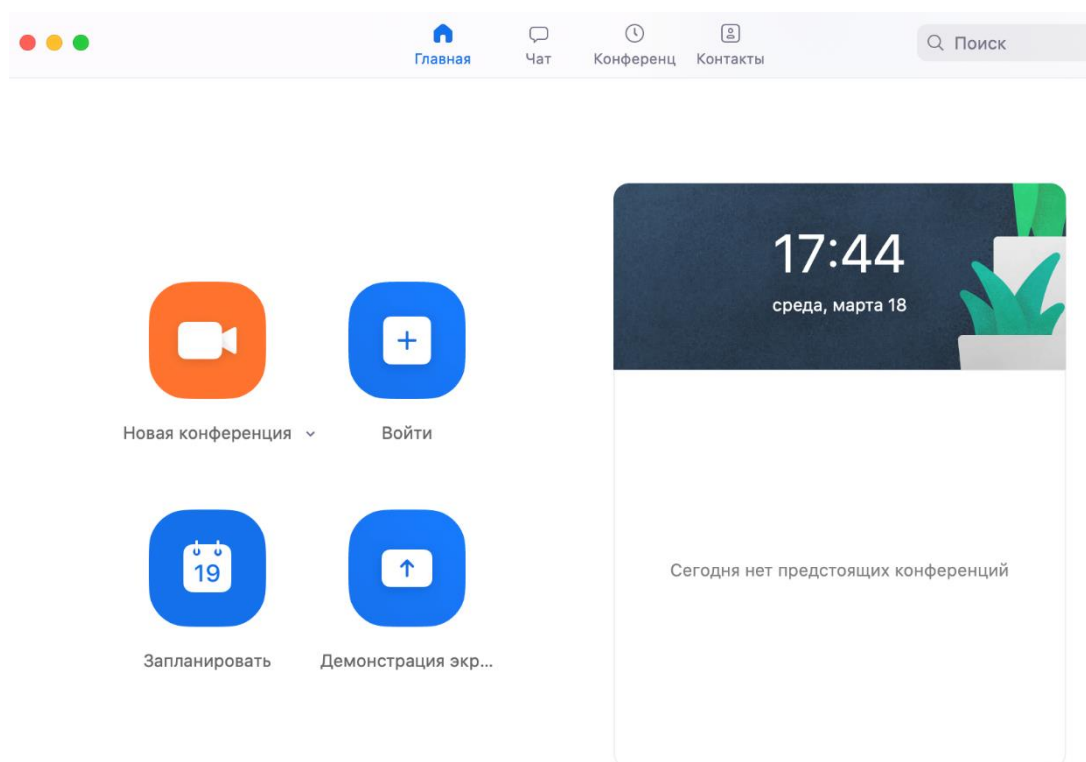 Главная
Чат
Конференц
Контакты
Поиск
17:44
среда, марта 18
Новая конференция
Войти
19
Запланировать
Демонстрация экр...
Сегодня нет предстоящих конференций